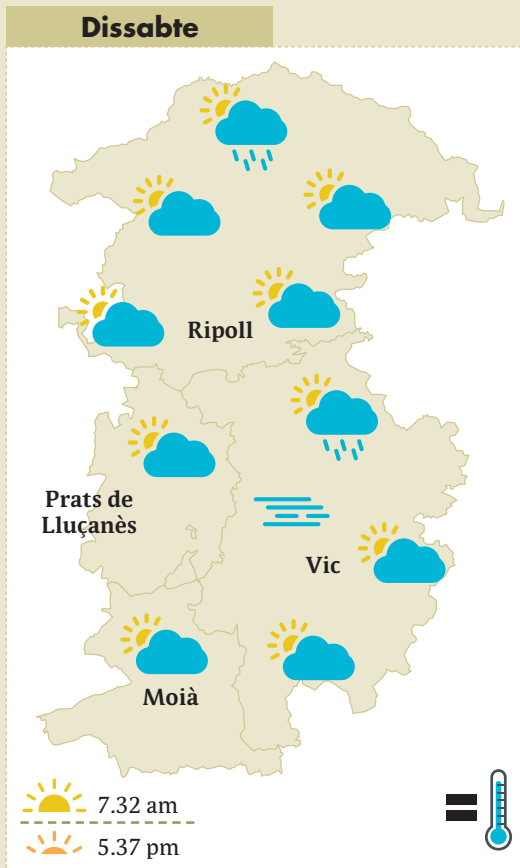 Dissabte
Ripoll
Prats de
Lluçanès
Vic
Moià
7.32 am
5.37 pm